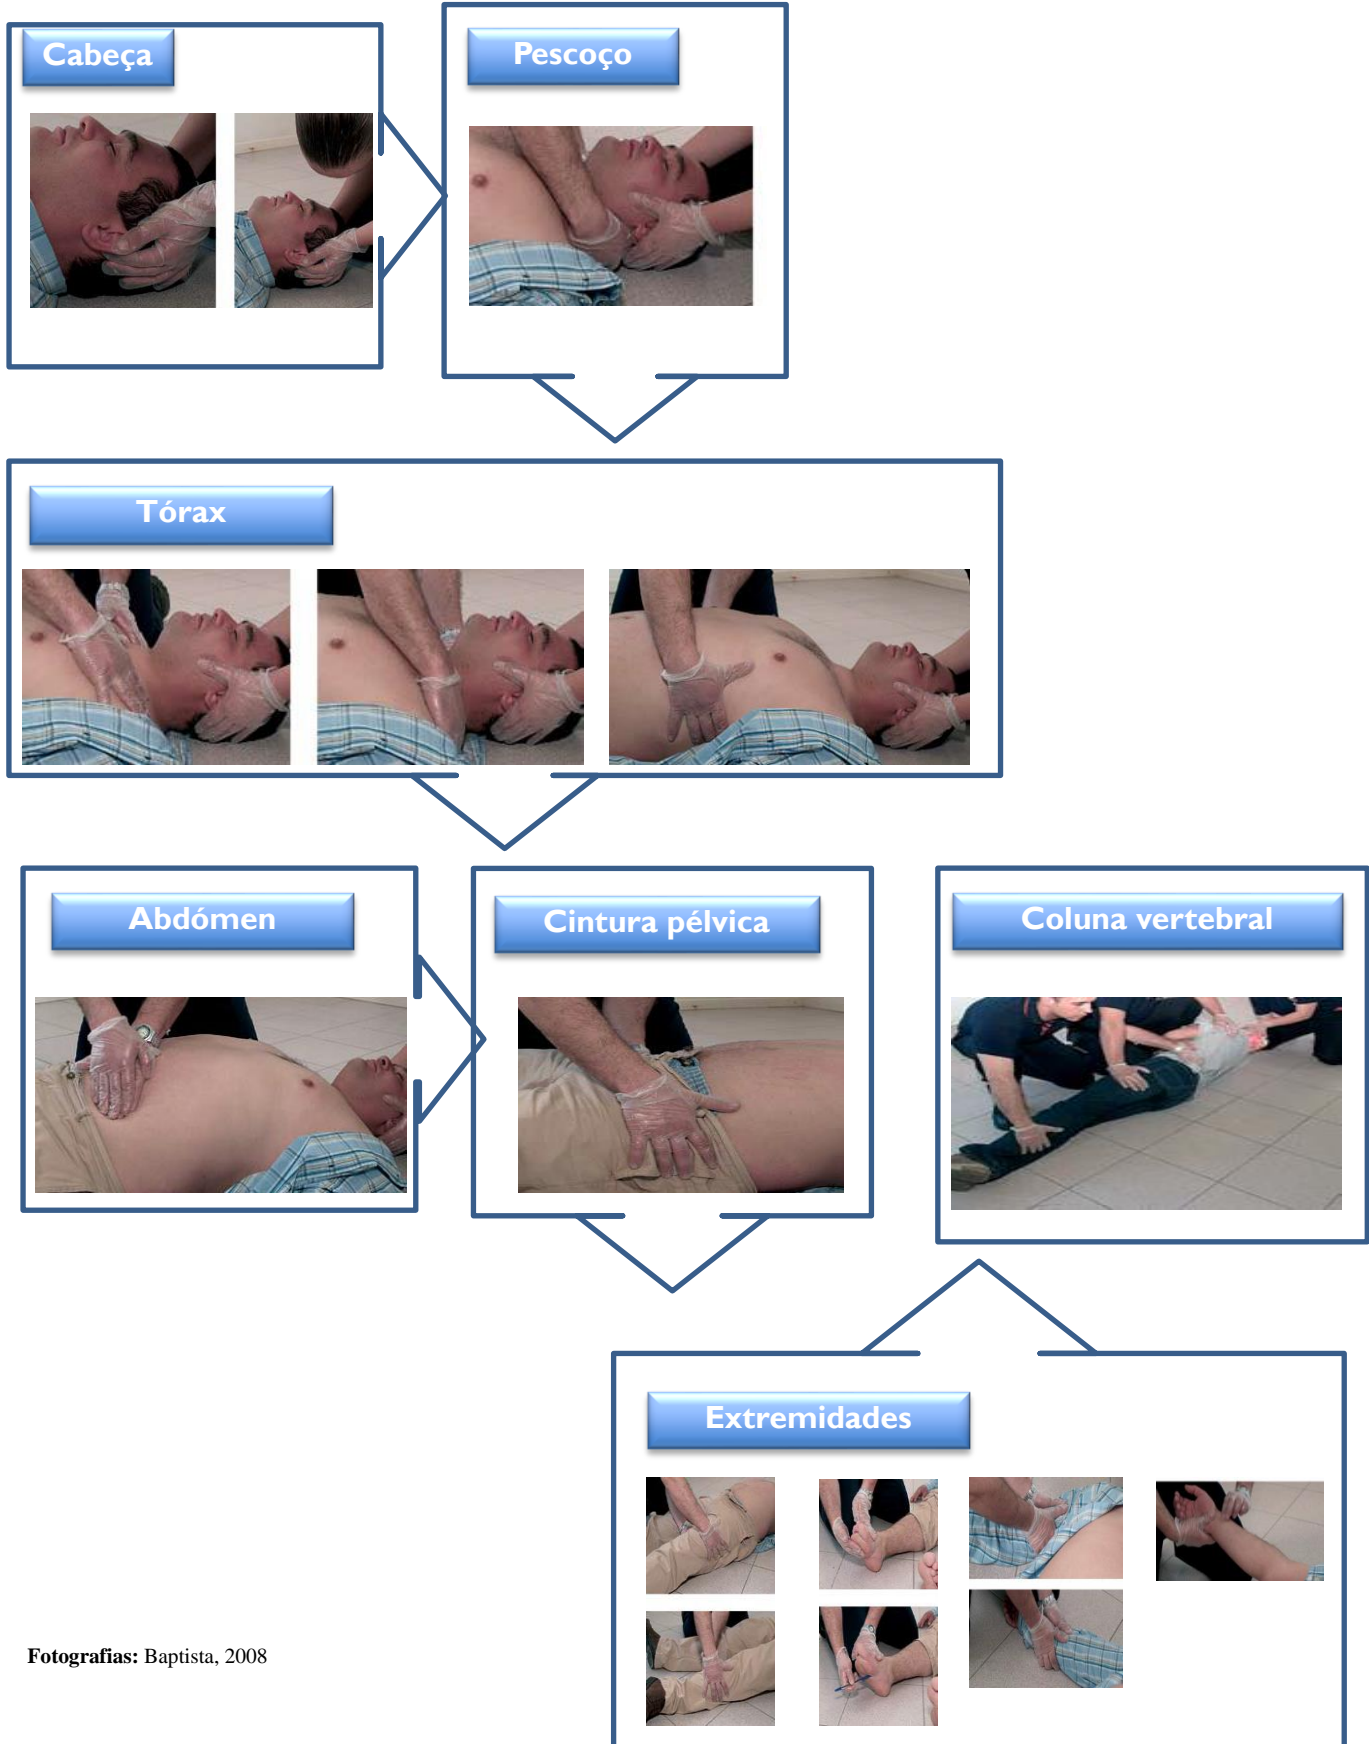 Cabeça
Pescoço
Tórax
Abdómen
Cintura pélvica
Coluna vertebral
Extremidades
Fotografias: Baptista, 2008